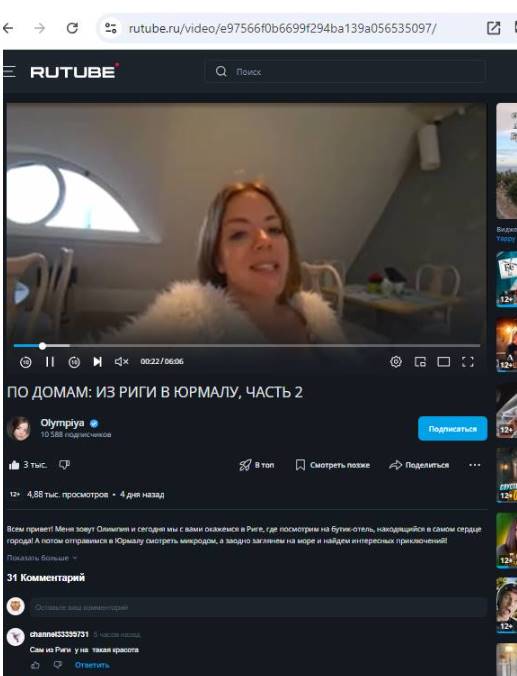 rutube.ru/video/e97566f0b6699f294ba139a056535097/
RUTUBE
Поиск
00:22/06:06
ПО ДОМАМ: ИЗ РИГИ В ЮРМАЛУ, ЧАСТЬ 2
Olympiya
10 588 подписчиков
Подписаться
3 тыс.
В топ
Смотреть позже
Поделиться
12+ 4,88 тыс. просмотров • 4 дня назад
Всем привет! Меня зовут Олимпия и сегодня мы с вами окажемся в Риге, где посмотрим на бутик-отель, находящийся в самом сердце
города! А потом отправимся в Юрмалу смотреть микродом, а заодно заглянем на море и найдем интересных приключений!
Показать больше
31 Комментарий
Оставьте ваш комментарий
channel33395731 5 часов назад
Сам из Риги у на такая красота
Ответить
Yappy
12+
12+
12+
12+
12+
12+